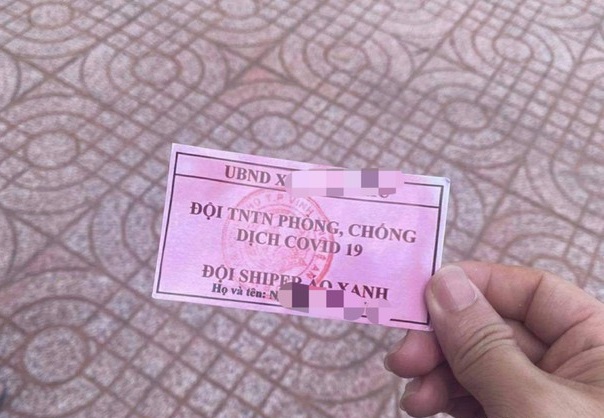 UBND X
ĐỘI TNTN PHÒNG, CHỐNG
DỊCH COVID 19
ĐỘI SHIPER ÁO XANH
Họ và tên: N